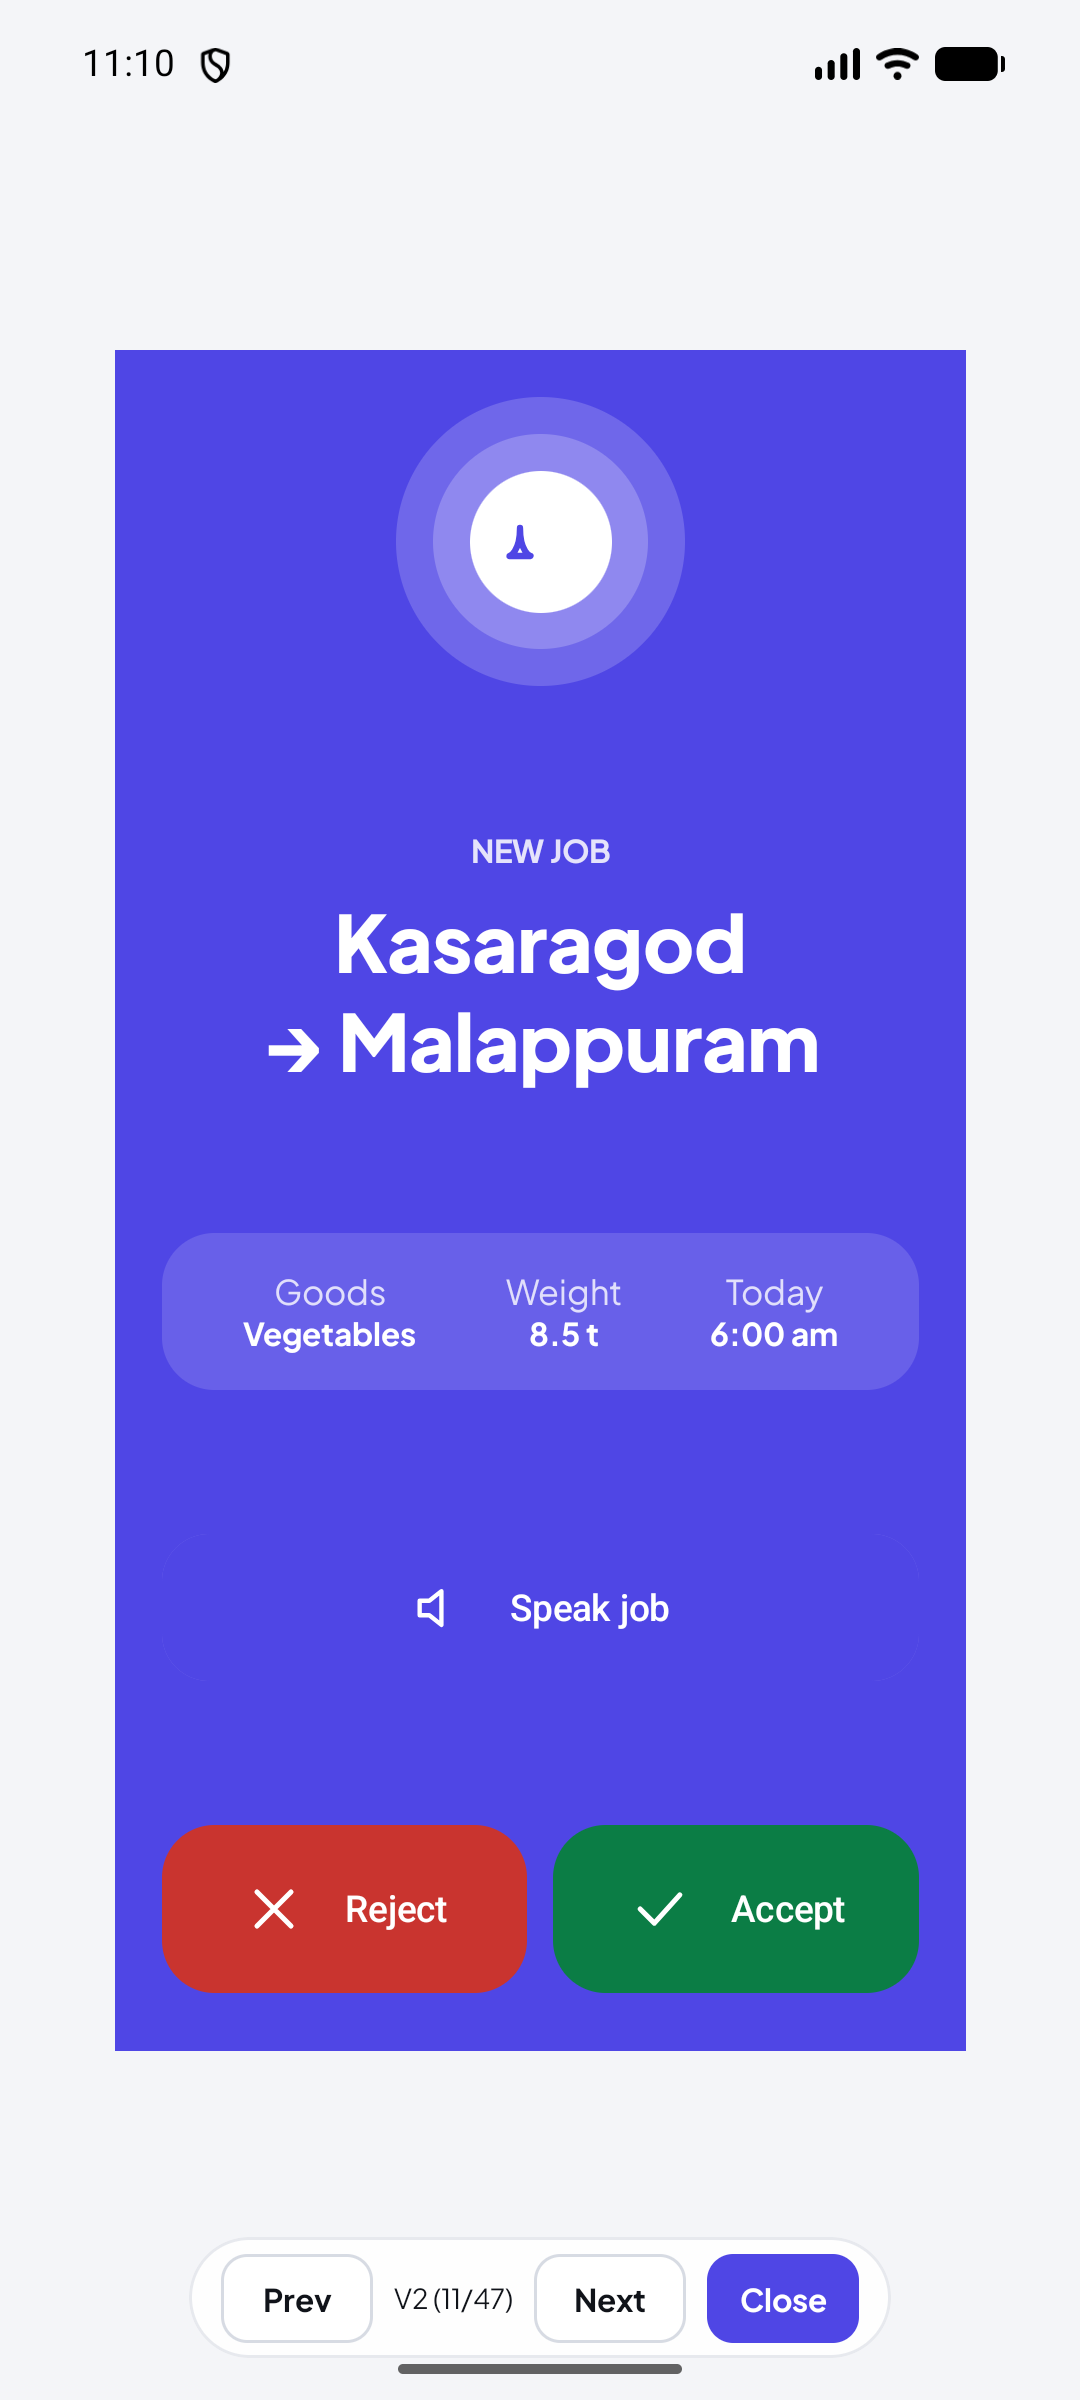 11:10
NEW JOB
Kasaragod
→ Malappuram
Goods Weight Today
Vegetables 8.5 t 6:00 am
Speak job
Reject Accept
Prev V2 (11/47) Next Close